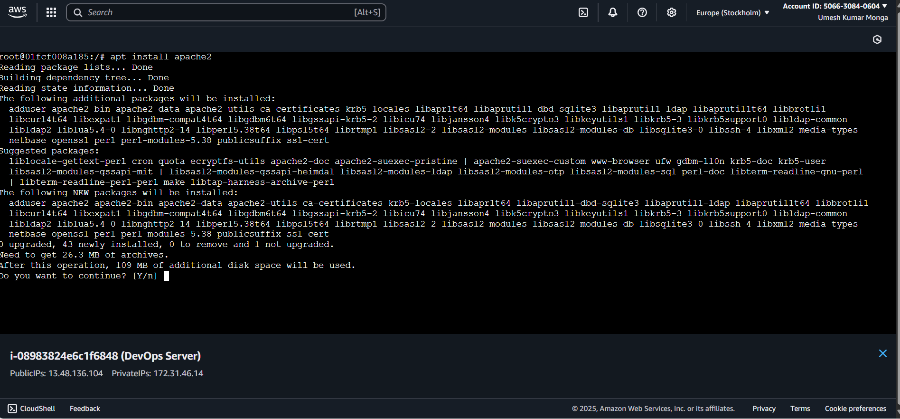 aws
Search
[Alt+S]
Europe (Stockholm)
Account ID: 5066-3084-0604
Umesh Kumar Monga
root@01fcf008a185:/# apt install apache2
Reading package lists... Done
Building dependency tree... Done
Reading state information... Done
The following additional packages will be installed:
adduser apache2-bin apache2-data apache2-utils ca-certificates krb5-locales libapr1t64 libaprutil1-dbd-sqlite3 libaprutil1-ldap libaprutil1t64 libbrotli1
libcurl4t64 libexpat1 libgdbm-compat4t64 libgdbm6t64 libgssapi-krb5-2 libicu74 libjansson4 libk5crypto3 libkeyutils1 libkrb5-3 libkrb5support0 libldap-common
libldap2 liblua5.4-0 libnghttp2-14 libperl5.38t64 libpsl5t64 librtmp1 libsasl2-2 libsasl2-modules libsasl2-modules-db libsqlite3-0 libssh-4 libxml2 media-types
netbase openssl perl perl-modules-5.38 publicsuffix ssl-cert
Suggested packages:
liblocale-gettext-perl cron quota ecryptfs-utils apache2-doc apache2-suexec-pristine | apache2-suexec-custom www-browser ufw gdbm-l10n krb5-doc krb5-user
libsasl2-modules-gssapi-mit | libsasl2-modules-gssapi-heimdal libsasl2-modules-ldap libsasl2-modules-otp libsasl2-modules-sql perl-doc libterm-readline-gnu-perl
| libterm-readline-perl-perl make libtap-harness-archive-perl
The following NEW packages will be installed:
adduser apache2 apache2-bin apache2-data apache2-utils ca-certificates krb5-locales libapr1t64 libaprutil1-dbd-sqlite3 libaprutil1-ldap libaprutil1t64 libbrotli1
libcurl4t64 libexpat1 libgdbm-compat4t64 libgdbm6t64 libgssapi-krb5-2 libicu74 libjansson4 libk5crypto3 libkeyutils1 libkrb5-3 libkrb5support0 libldap-common
libldap2 liblua5.4-0 libnghttp2-14 libperl5.38t64 libpsl5t64 librtmp1 libsasl2-2 libsasl2-modules libsasl2-modules-db libsqlite3-0 libssh-4 libxml2 media-types
netbase openssl perl perl-modules-5.38 publicsuffix ssl-cert
0 upgraded, 43 newly installed, 0 to remove and 1 not upgraded.
Need to get 26.3 MB of archives.
After this operation, 109 MB of additional disk space will be used.
Do you want to continue? [Y/n]
i-08983824e6c1f6848 (DevOps Server)
PublicIPs: 13.48.136.104 PrivateIPs: 172.31.46.14
CloudShell Feedback
© 2025, Amazon Web Services, Inc. or its affiliates. Privacy Terms Cookie preferences